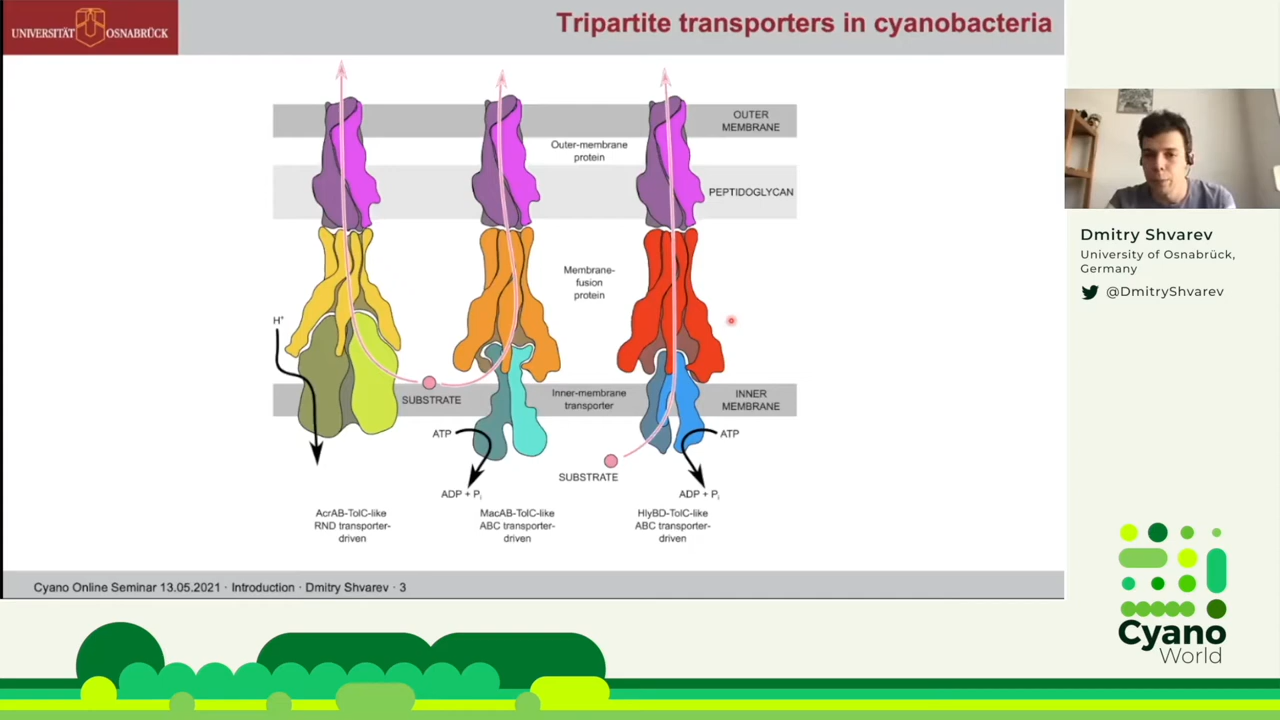 UNIVERSITÄT OSNABRÜCK
Tripartite transporters in cyanobacteria
OUTER
MEMBRANE
Outer-membrane
protein
PEPTIDOGLYCAN
Membrane-
fusion
protein
H⁺
SUBSTRATE
Inner-membrane
transporter
INNER
MEMBRANE
ATP
ATP
SUBSTRATE
ADP + Pi
ADP + Pi
AcrAB-TolC-like
RND transporter-
driven
MacAB-TolC-like
ABC transporter-
driven
HlyBD-TolC-like
ABC transporter-
driven
Cyano Online Seminar 13.05.2021 · Introduction · Dmitry Shvarev · 3
Dmitry Shvarev
University of Osnabrück,
Germany
@DmitryShvarev
Cyano
World